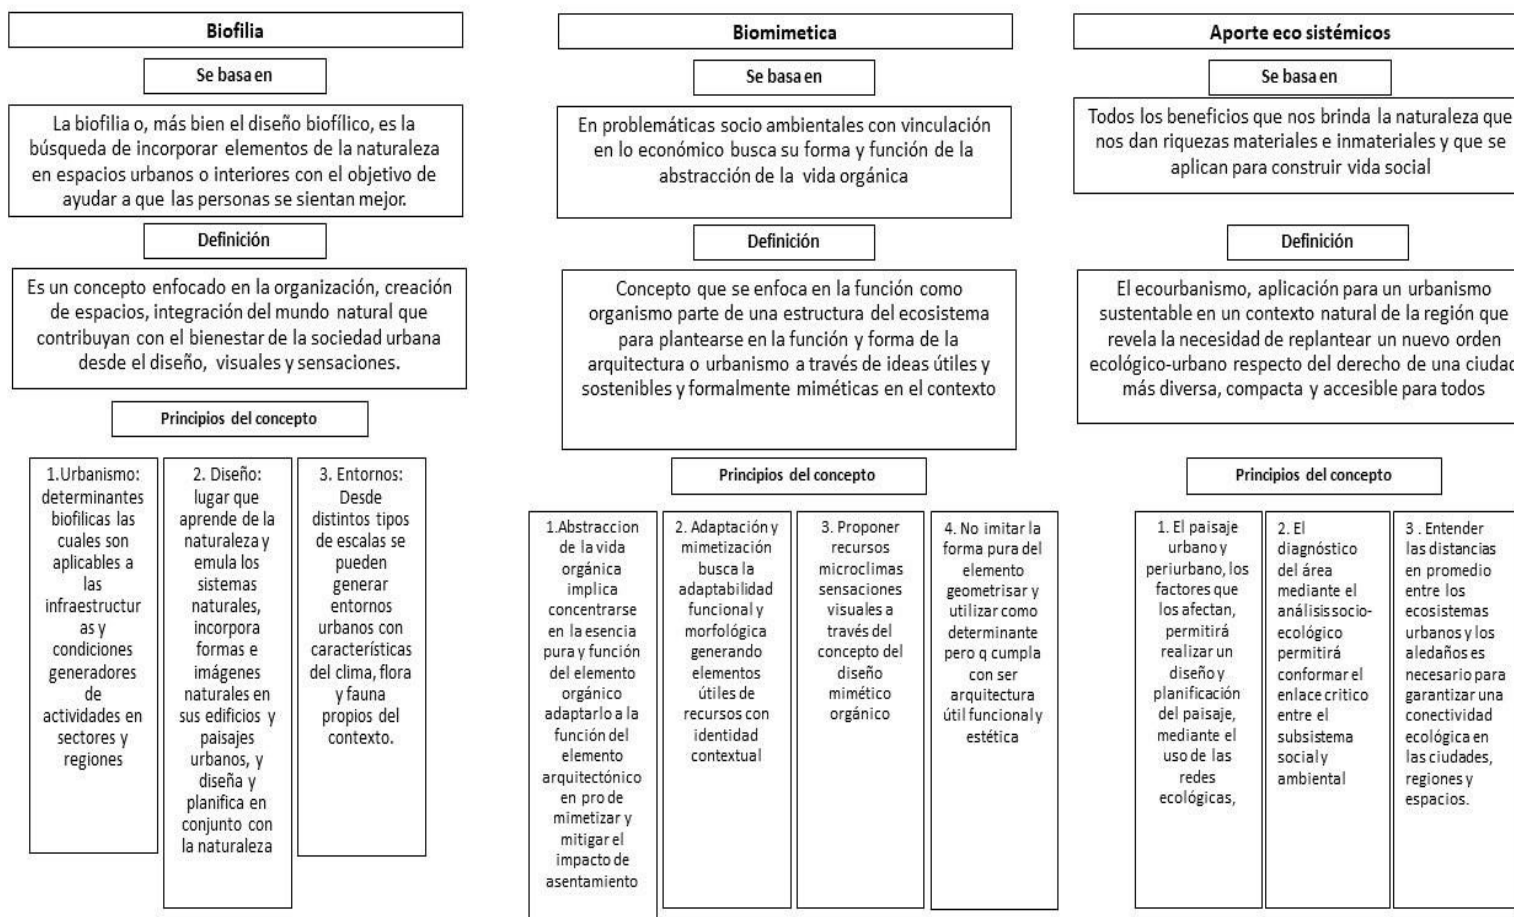 Biofilia
Se basa en
La biofilia o, más bien el diseño biofílico, es la
búsqueda de incorporar elementos de la naturaleza
en espacios urbanos o interiores con el objetivo de
ayudar a que las personas se sientan mejor.
Definición
Es un concepto enfocado en la organización, creación
de espacios, integración del mundo natural que
contribuyan con el bienestar de la sociedad urbana
desde el diseño, visuales y sensaciones.
Principios del concepto
1.Urbanismo:
determinantes
biofilicas las
cuales son
aplicables a
las
infraestructur
as y
condiciones
generadores
de
actividades en
sectores y
regiones
2. Diseño:
lugar que
aprende de la
naturaleza y
emula los
sistemas
naturales,
incorpora
formas e
imágenes
naturales en
sus edificios y
paisajes
urbanos, y
diseña y
planifica en
conjunto con
la naturaleza
3. Entornos:
Desde
distintos tipos
de escalas se
pueden
generar
entornos
urbanos con
características
del clima, flora
y fauna
propios del
contexto.
Biomimetica
Se basa en
En problemáticas socio ambientales con vinculación
en lo económico busca su forma y función de la
abstracción de la vida orgánica
Definición
Concepto que se enfoca en la función como
organismo parte de una estructura del ecosistema
para plantearse en la función y forma de la
arquitectura o urbanismo a través de ideas útiles y
sostenibles y formalmente miméticas en el contexto
Principios del concepto
1.Abstraccion
de la vida
orgánica
implica
concentrarse
en la esencia
pura y función
del elemento
orgánico
adaptarlo a la
función del
elemento
arquitectónico
en pro de
mimetizar y
mitigar el
impacto de
asentamiento
2. Adaptación y
mimetización
busca la
adaptabilidad
funcional y
morfológica
generando
elementos
útiles de
recursos con
identidad
contextual
3. Proponer
recursos
microclimas
sensaciones
visuales a
través del
concepto del
diseño
mimético
orgánico
4. No imitar la
forma pura del
elemento
geometrisar y
utilizar como
determinante
pero q cumpla
con ser
arquitectura
útil funcional y
estética
Aporte eco sistémicos
Se basa en
Todos los beneficios que nos brinda la naturaleza que
nos dan riquezas materiales e inmateriales y que se
aplican para construir vida social
Definición
El ecourbanismo, aplicación para un urbanismo
sustentable en un contexto natural de la región que
revela la necesidad de replantear un nuevo orden
ecológico-urbano respecto del derecho de una ciudad
más diversa, compacta y accesible para todos
Principios del concepto
1. El paisaje
urbano y
periurbano, los
factores que
los afectan,
permitirá
realizar un
diseño y
planificación
del paisaje,
mediante el
uso de las
redes
ecológicas,
2. El
diagnóstico
del área
mediante el
análisis socio-
ecológico
permitirá
conformar el
enlace critico
entre el
subsistema
social y
ambiental
3 . Entender
las distancias
en promedio
entre los
ecosistemas
urbanos y los
aledaños es
necesario para
garantizar una
conectividad
ecológica en
las ciudades,
regiones y
espacios.